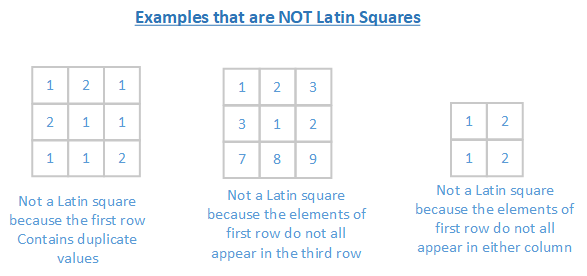 Examples that are NOT Latin Squares
1 2 1
2 1 1
1 1 2
Not a Latin square
because the first row
Contains duplicate
values
1 2 3
3 1 2
7 8 9
Not a Latin square
because the elements of
first row do not all
appear in the third row
1 2
1 2
Not a Latin square
because the elements of
first row do not all
appear in either column